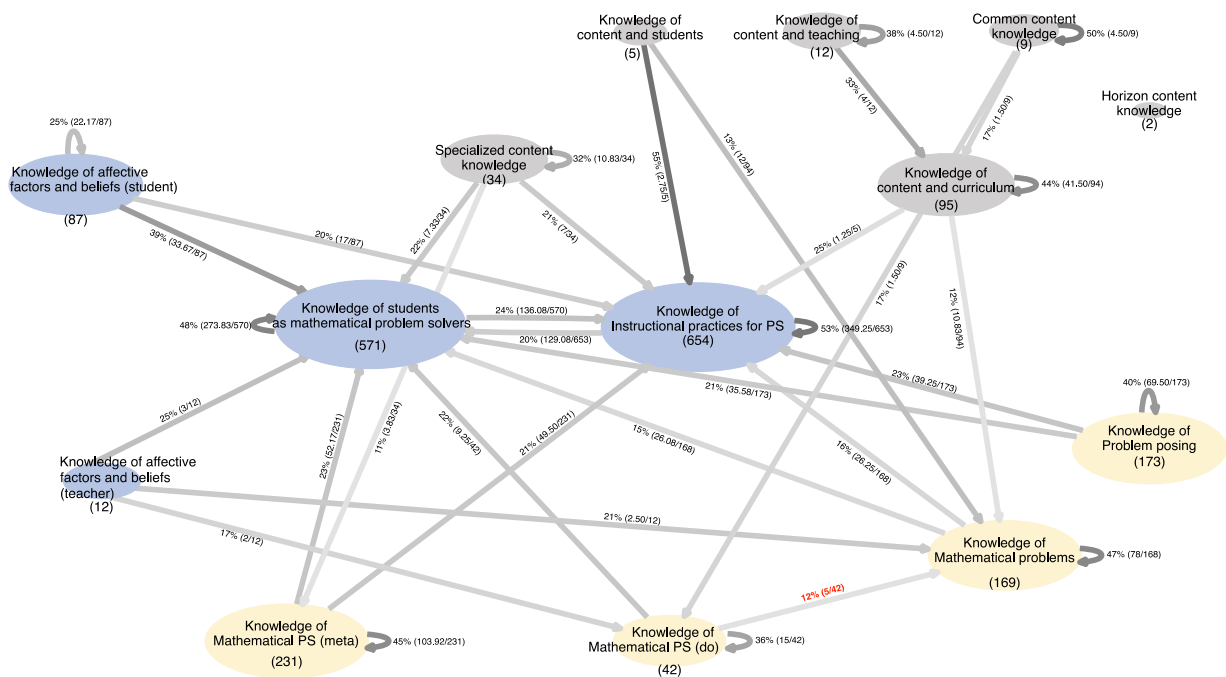 Knowledge of
content and students
(5)
Knowledge of
content and teaching
(12)
38% (4.50/12)
Common content
knowledge
(9)
50% (4.50/9)
33% (4/12)
17% (1.50/9)
Horizon content
knowledge
(2)
25% (22.17/87)
Knowledge of affective
factors and beliefs (student)
(87)
Specialized content
knowledge
(34)
32% (10.83/34)
55% (2.75/5)
13% (12/94)
Knowledge of
content and curriculum
(95)
44% (41.50/94)
39% (33.67/87)
20% (17/87)
22% (7.33/34)
21% (7/34)
25% (1.25/5)
17% (1.50/9)
12% (10.83/94)
Knowledge of students
as mathematical problem solvers
(571)
48% (273.83/570)
24% (136.08/570)
20% (129.08/653)
Knowledge of
Instructional practices for PS
(654)
53% (349.25/653)
23% (39.25/173)
21% (35.58/173)
40% (69.50/173)
Knowledge of
Problem posing
(173)
25% (3/12)
23% (52.17/231)
11% (3.83/34)
22% (9.25/42)
21% (49.50/231)
15% (26.08/168)
16% (26.25/168)
Knowledge of affective
factors and beliefs
(teacher)
(12)
21% (2.50/12)
17% (2/12)
Knowledge of
Mathematical problems
(169)
47% (78/168)
12% (5/42)
Knowledge of
Mathematical PS (meta)
(231)
45% (103.92/231)
Knowledge of
Mathematical PS (do)
(42)
36% (15/42)